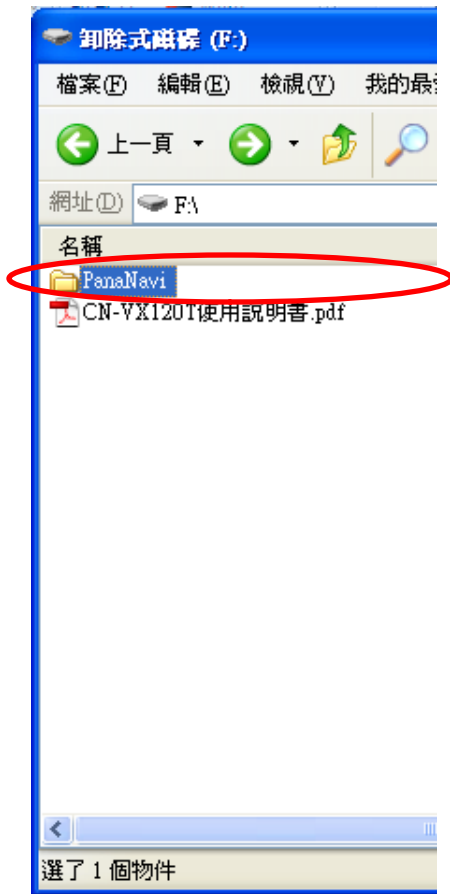 卸除式磁碟 (F:)
檔案(F) 編輯(E) 檢視(V) 我的最
上一頁
網址(D) F:\
名稱
PanaNavi
CN-VX120T使用說明書.pdf
選了 1 個物件